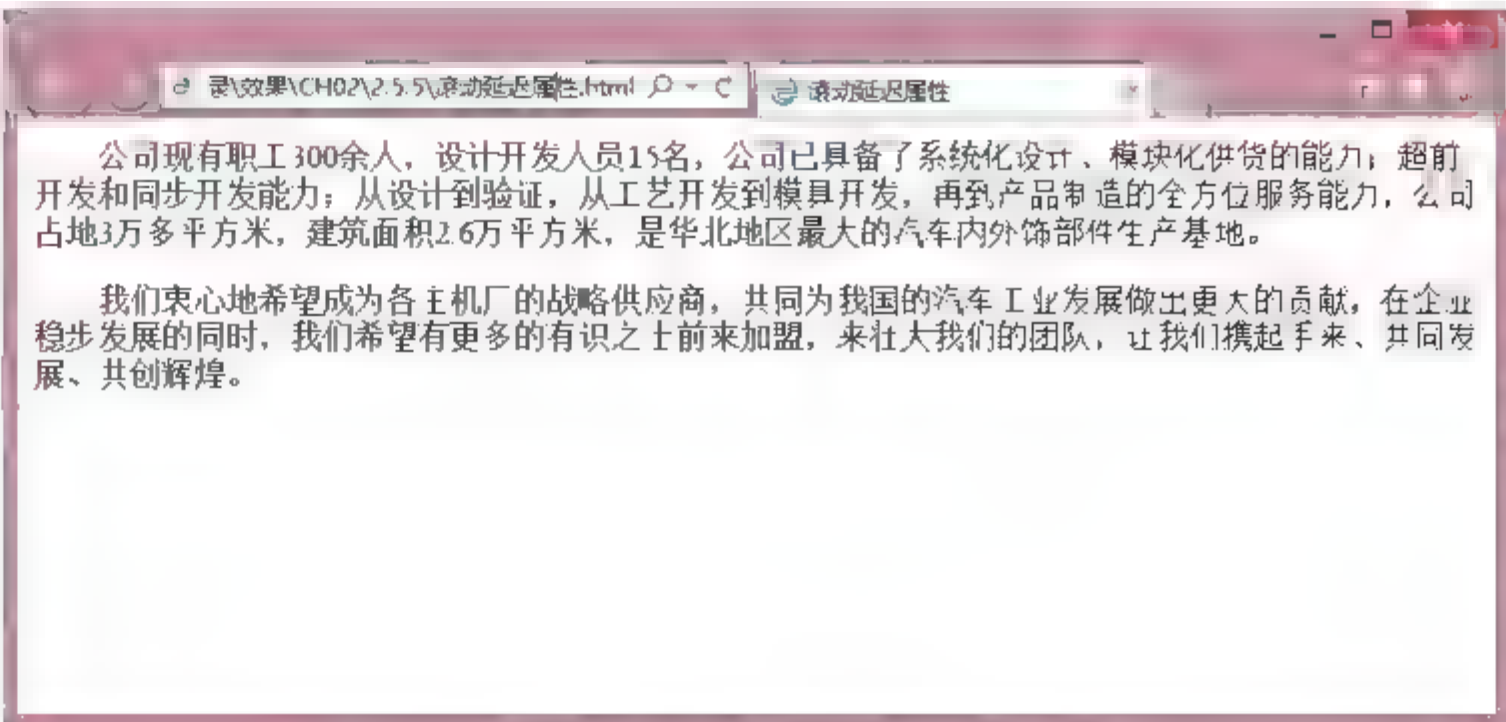 录\效果\CH02\2.5.5\滚动延迟属性.html
滚动延迟属性
公司现有职工300余人，设计开发人员15名，公司已具备了系统化设计、模块化供货的能力；超前
开发和同步开发能力；从设计到验证，从工艺开发到模具开发，再到产品制造的全方位服务能力，公司
占地3万多平方米，建筑面积2.6万平方米，是华北地区最大的汽车内外饰部件生产基地。
我们衷心地希望成为各主机厂的战略供应商，共同为我国的汽车工业发展做出更大的贡献，在企业
稳步发展的同时，我们希望有更多的有识之士前来加盟，来壮大我们的团队，让我们携起手来、共同发
展、共创辉煌。